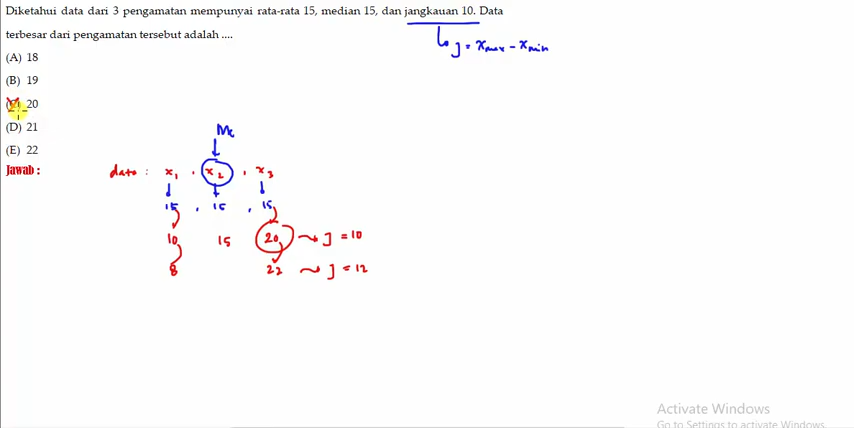 Diketahui data dari 3 pengamatan mempunyai rata-rata 15, median 15, dan jangkauan 10. Data
terbesar dari pengamatan tersebut adalah ....
J = x_max - x_min
(A) 18
(B) 19
20
(D) 21
(E) 22
Me
Jawab :
data : x₁ , x₂ , x₃
15 , 15 , 15
10 15 20 J = 10
8 22 J = 12
Activate Windows
Go to Settings to activate Windows.